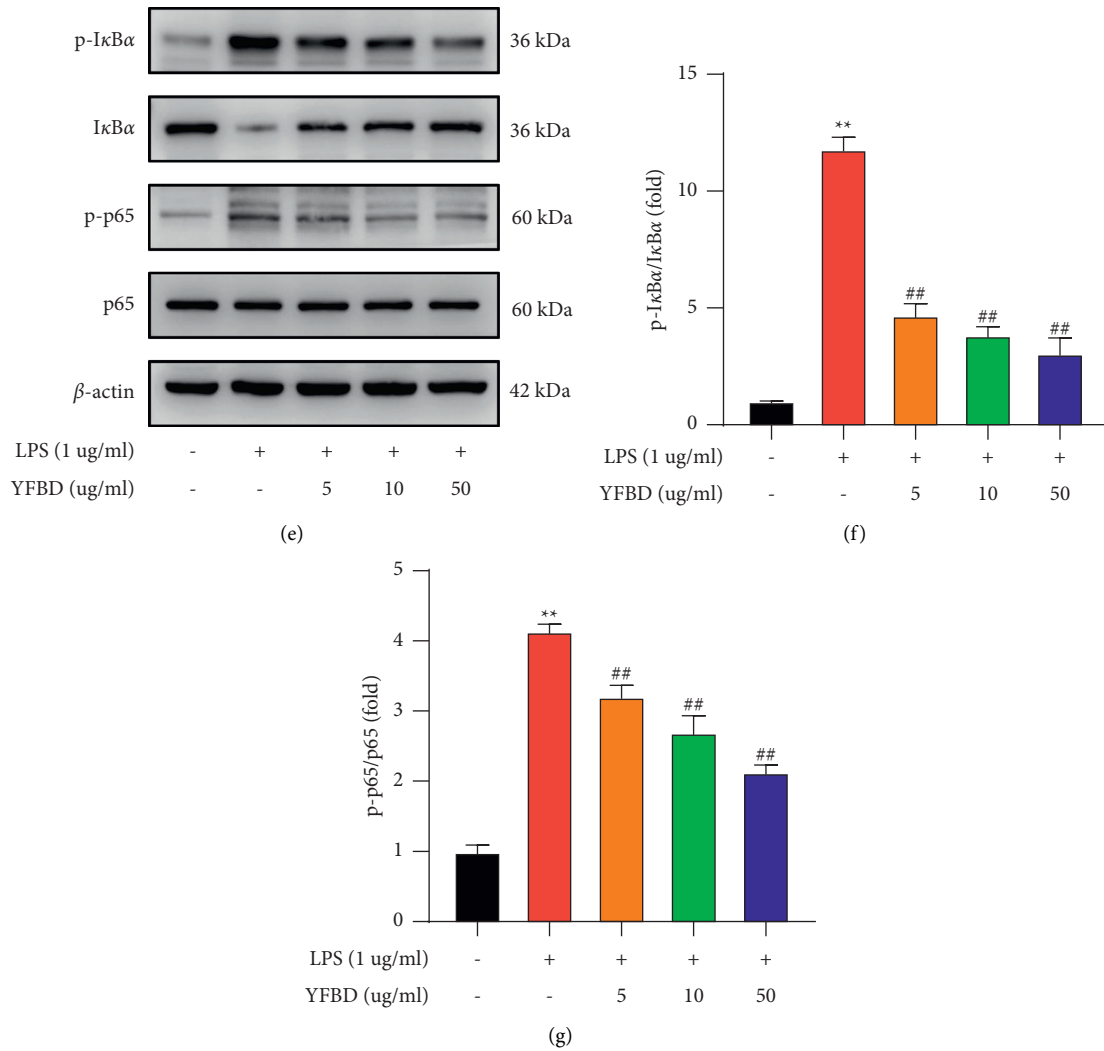 p-IκBα 36 kDa
IκBα 36 kDa
p-p65 60 kDa
p65 60 kDa
β-actin 42 kDa
LPS (1 ug/ml) - + + + +
YFBD (ug/ml) - - 5 10 50
(e)
p-IκBα/IκBα (fold)
15
10
5
0
**
##
##
##
LPS (1 ug/ml) - + + + +
YFBD (ug/ml) - - 5 10 50
(f)
p-p65/p65 (fold)
5
4
3
2
1
0
**
##
##
##
LPS (1 ug/ml) - + + + +
YFBD (ug/ml) - - 5 10 50
(g)